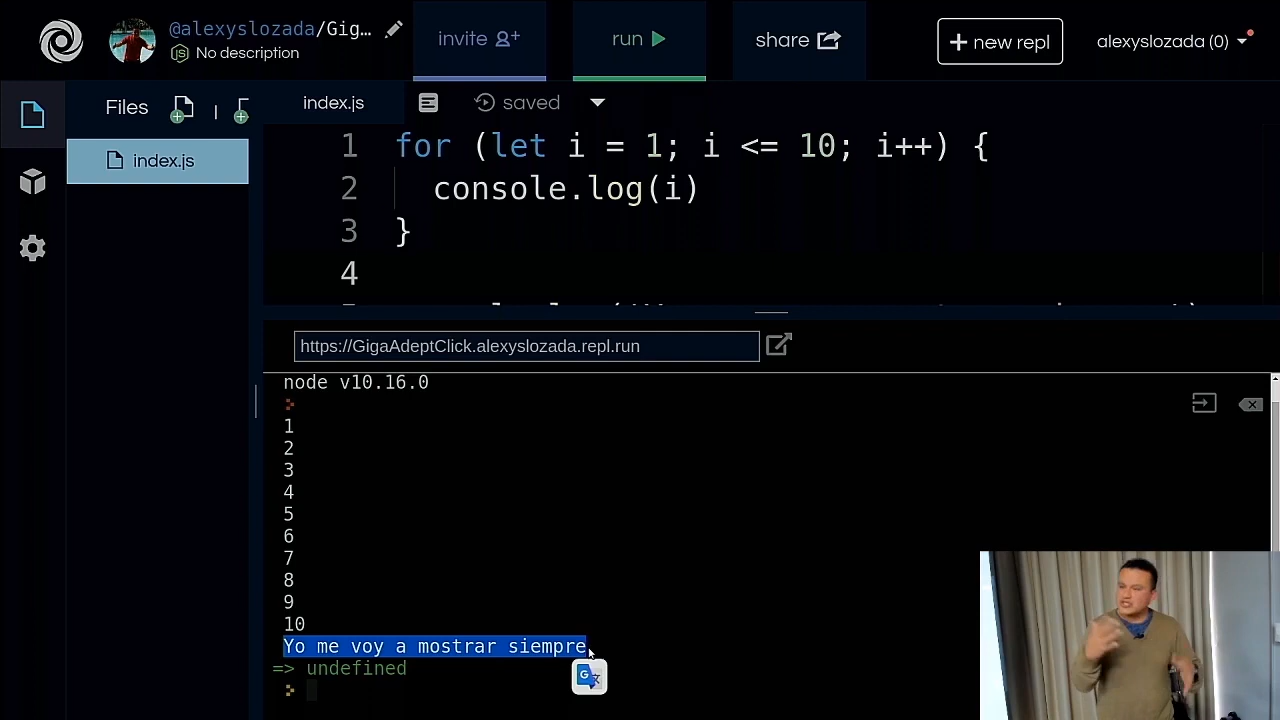 @alexyslozada/Gig...
No description
invite
run
share
+ new repl
alexyslozada (0)
Files
index.js
saved
index.js
1 for (let i = 1; i <= 10; i++) {
2 console.log(i)
3 }
4
https://GigaAdeptClick.alexyslozada.repl.run
node v10.16.0
1
2
3
4
5
6
7
8
9
10
Yo me voy a mostrar siempre
=> undefined